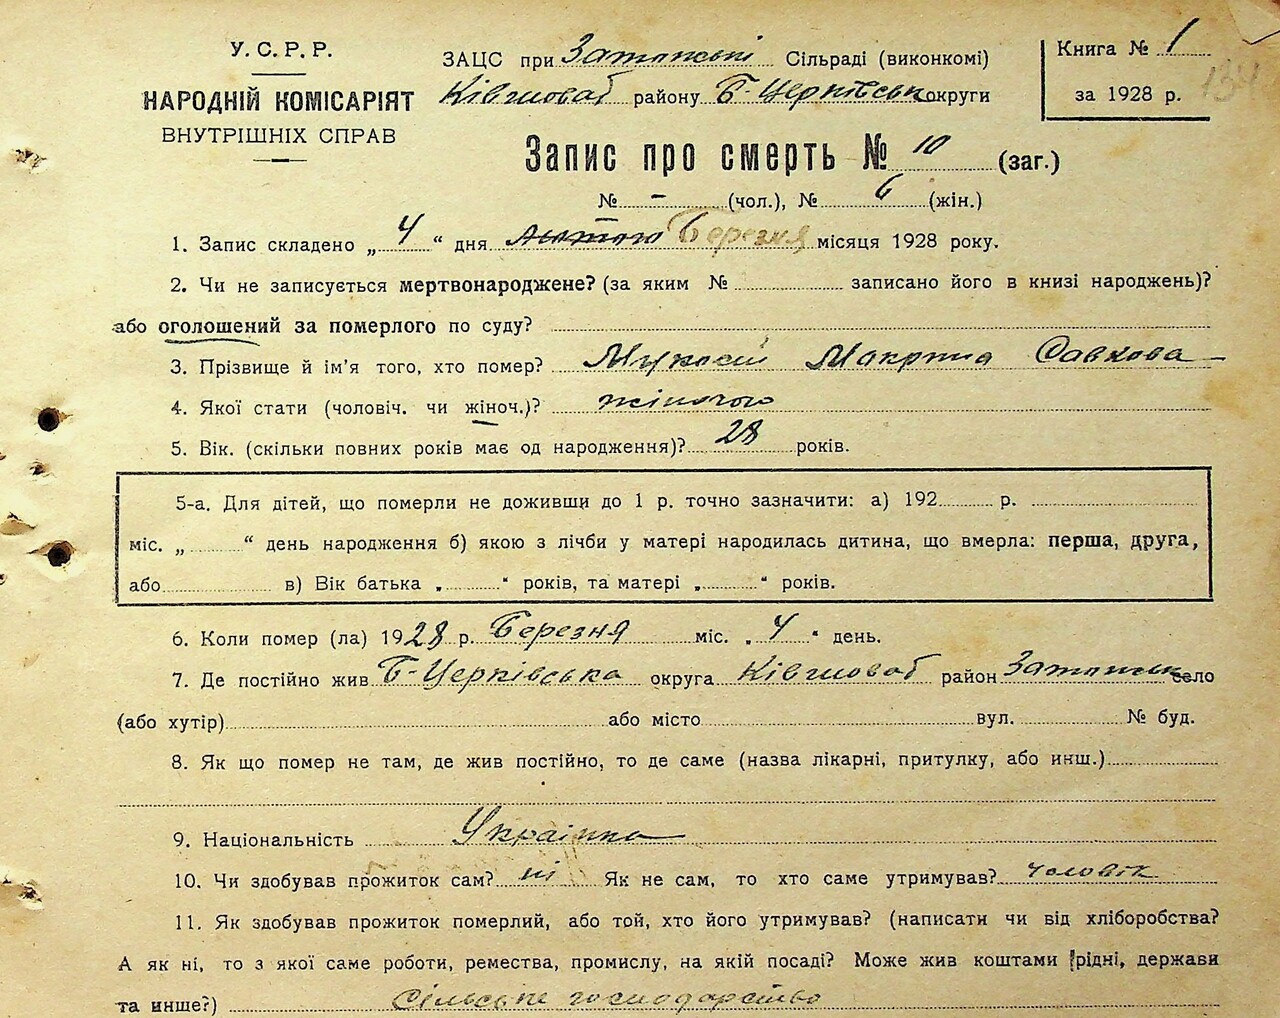 У.С.Р.Р.
НАРОДНІЙ КОМІСАРІЯТ
ВНУТРІШНІХ СПРАВ
ЗАЦС при Затонські Сільраді (виконкомі)
Ківшоват району Б-Церківськ округи
Книга № 1
за 1928 р.
134
Запис про смерть № 10 (заг.)
№ - (чол.), № 6 (жін.)
1. Запис складено „ 4 “ дня лютого Березня місяця 1928 року.
2. Чи не записується мертвонароджене? (за яким № записано його в книзі народжень)?
або оголошений за померлого по суду?
3. Прізвище й ім'я того, хто помер? Мукосій Макрина Савкова
4. Якої стати (чоловіч. чи жіноч.)? жіночого
5. Вік. (скільки повних років має од народження)? 28 років.
5-а. Для дітей, що померли не доживши до 1 р. точно зазначити: а) 192 р.
міс. „ “ день народження б) якою з лічби у матері народилась дитина, що вмерла: перша, друга,
або в) Вік батька „ “ років, та матері „ “ років.
6. Коли помер (ла) 1928 р. Березня міс. „ 4 “ день.
7. Де постійно жив Б-Церківська округа Ківшоват район Затонськ село
(або хутір) або місто вул. № буд.
8. Як що помер не там, де жив постійно, то де саме (назва лікарні, притулку, або инш.)
9. Національність Українка
10. Чи здобував прожиток сам? ні Як не сам, то хто саме утримував? чоловік
11. Як здобував прожиток померлий, або той, хто його утримував? (написати чи від хліборобства?
А як ні, то з якої саме роботи, ремества, промислу, на якій посаді? Може жив коштами рідні, держави
та инше?) Сільське господарство